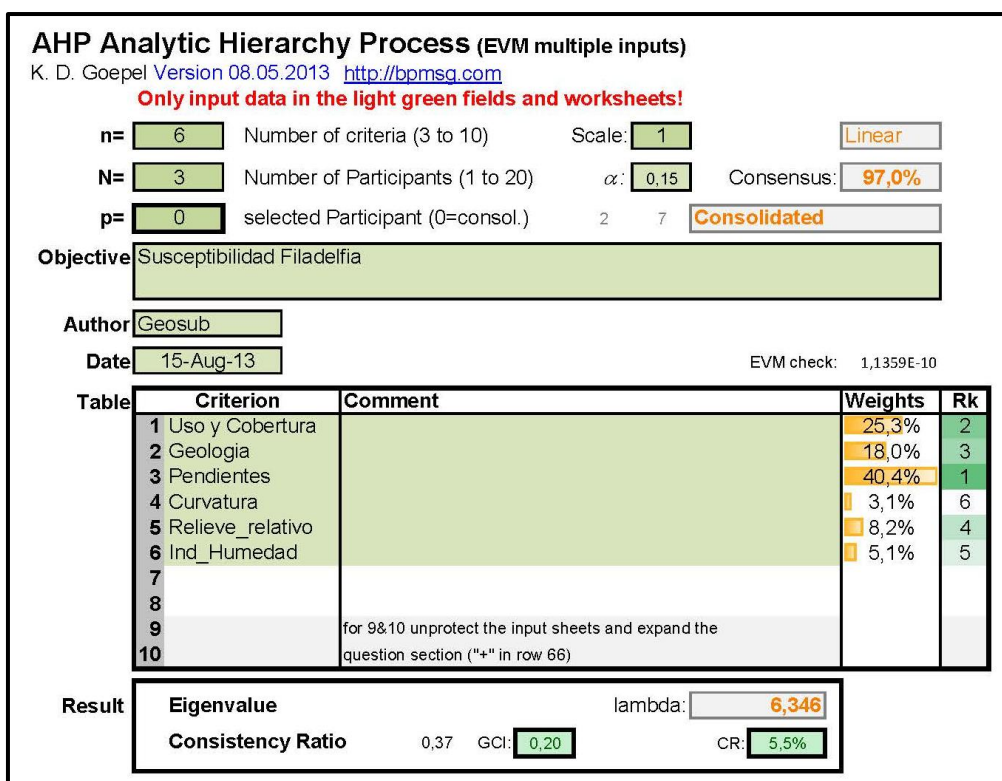 AHP Analytic Hierarchy Process (EVM multiple inputs)
K. D. Goepel Version 08.05.2013 http://bpmsg.com
Only input data in the light green fields and worksheets!
n= 6 Number of criteria (3 to 10) Scale: 1 Linear
N= 3 Number of Participants (1 to 20) α: 0,15 Consensus: 97,0%
p= 0 selected Participant (0=consol.) 2 7 Consolidated
Objective Susceptibilidad Filadelfia
Author Geosub
Date 15-Aug-13 EVM check: 1,1359E-10
Table Criterion Comment Weights Rk
1 Uso y Cobertura 25,3% 2
2 Geologia 18,0% 3
3 Pendientes 40,4% 1
4 Curvatura 3,1% 6
5 Relieve_relativo 8,2% 4
6 Ind_Humedad 5,1% 5
7
8
9 for 9&10 unprotect the input sheets and expand the
10 question section ("+" in row 66)
Result Eigenvalue lambda: 6,346
Consistency Ratio 0,37 GCI: 0,20 CR: 5,5%